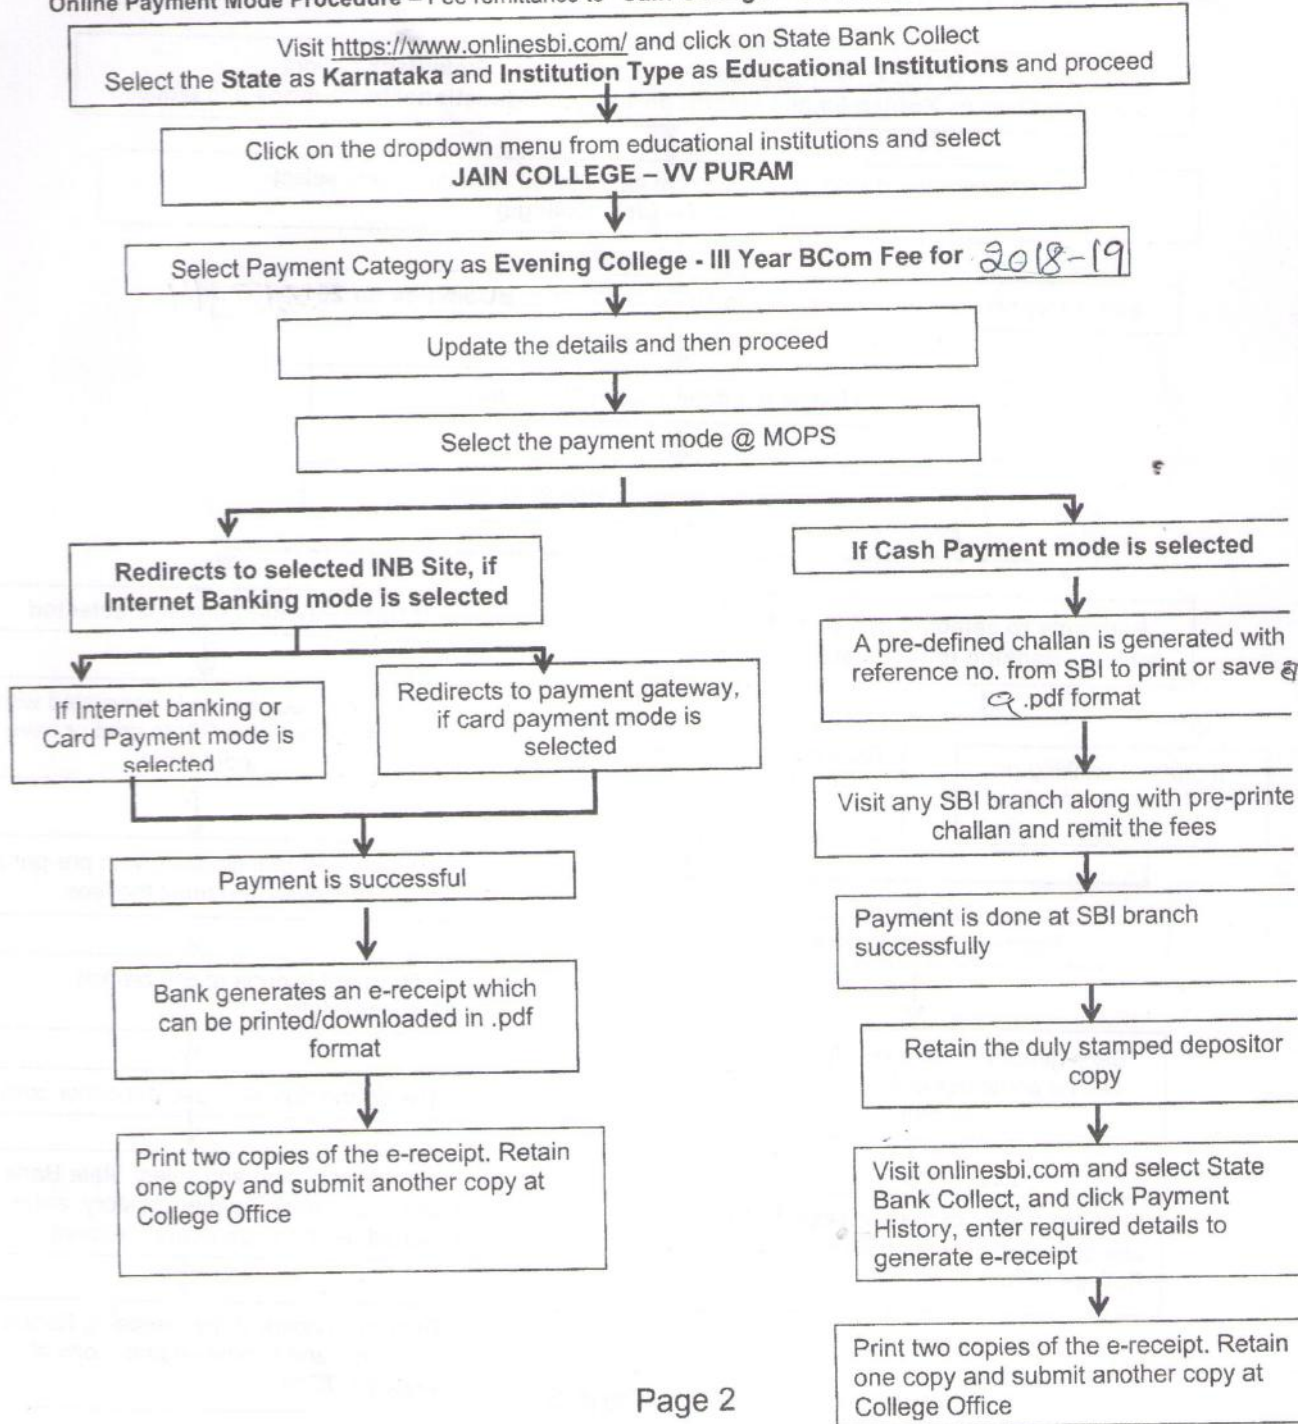 Online Payment Mode Procedure – Fee remittance to
Visit https://www.onlinesbi.com/ and click on State Bank Collect
Select the State as Karnataka and Institution Type as Educational Institutions and proceed
Click on the dropdown menu from educational institutions and select
JAIN COLLEGE – VV PURAM
Select Payment Category as Evening College - III Year BCom Fee for 2018-19
Update the details and then proceed
Select the payment mode @ MOPS
Redirects to selected INB Site, if
Internet Banking mode is selected
If Internet banking or
Card Payment mode is
selected
Redirects to payment gateway,
if card payment mode is
selected
Payment is successful
Bank generates an e-receipt which
can be printed/downloaded in .pdf
format
Print two copies of the e-receipt. Retain
one copy and submit another copy at
College Office
If Cash Payment mode is selected
A pre-defined challan is generated with
reference no. from SBI to print or save
.pdf format
Visit any SBI branch along with pre-printe
challan and remit the fees
Payment is done at SBI branch
successfully
Retain the duly stamped depositor
copy
Visit onlinesbi.com and select State
Bank Collect, and click Payment
History, enter required details to
generate e-receipt
Print two copies of the e-receipt. Retain
one copy and submit another copy at
College Office
Page 2